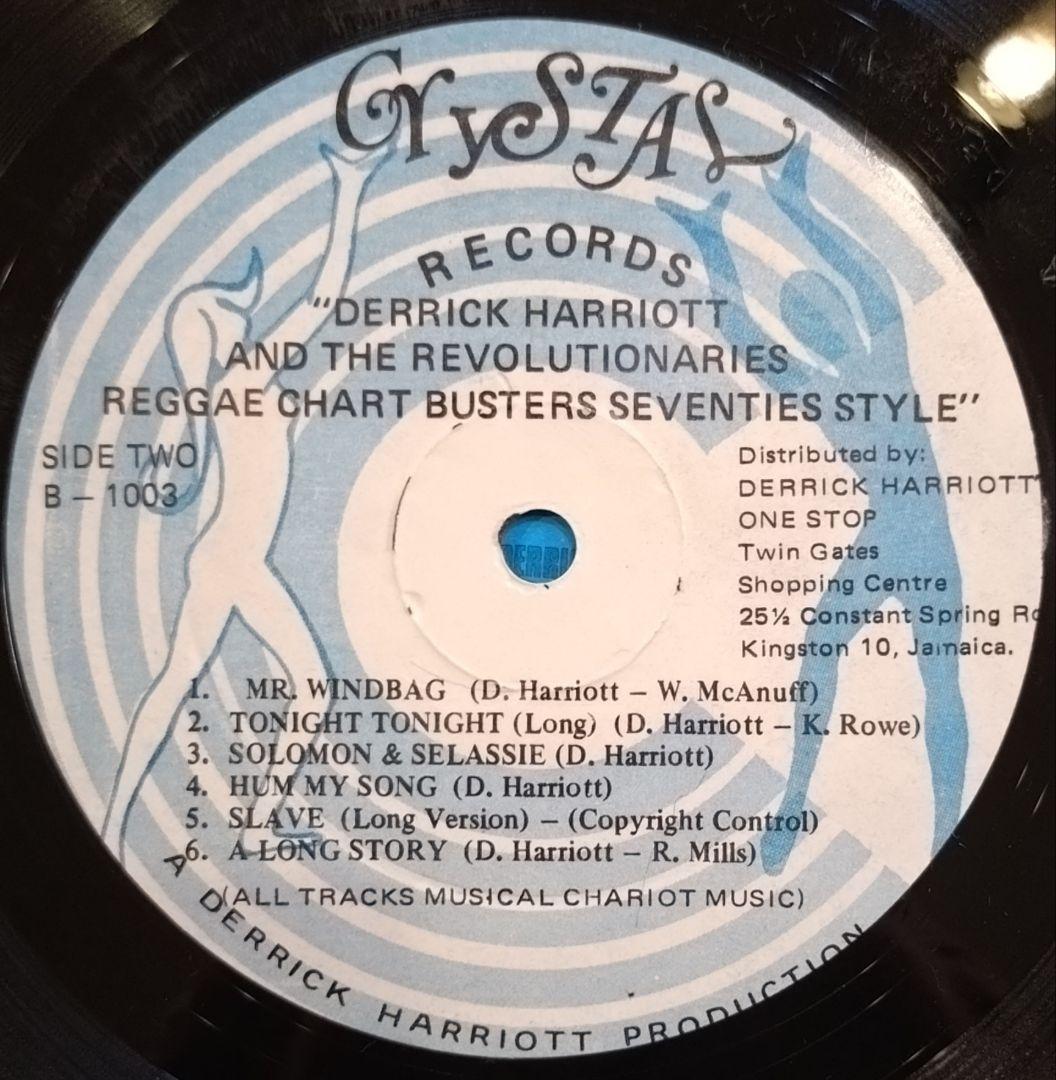 CRYSTAL
RECORDS
"DERRICK HARRIOTT
AND THE REVOLUTIONARIES
REGGAE CHART BUSTERS SEVENTIES STYLE"
SIDE TWO
B – 1003
Distributed by:
DERRICK HARRIOTT'
ONE STOP
Twin Gates
Shopping Centre
25½ Constant Spring
Kingston 10, Jamaica.
1. MR. WINDBAG (D. Harriott – W. McAnuff)
2. TONIGHT TONIGHT (Long) (D. Harriott – K. Rowe)
3. SOLOMON & SELASSIE (D. Harriott)
4. HUM MY SONG (D. Harriott)
5. SLAVE (Long Version) – (Copyright Control)
6. A LONG STORY (D. Harriott – R. Mills)
(ALL TRACKS MUSICAL CHARIOT MUSIC)
A DERRICK HARRIOTT PRODUCTION